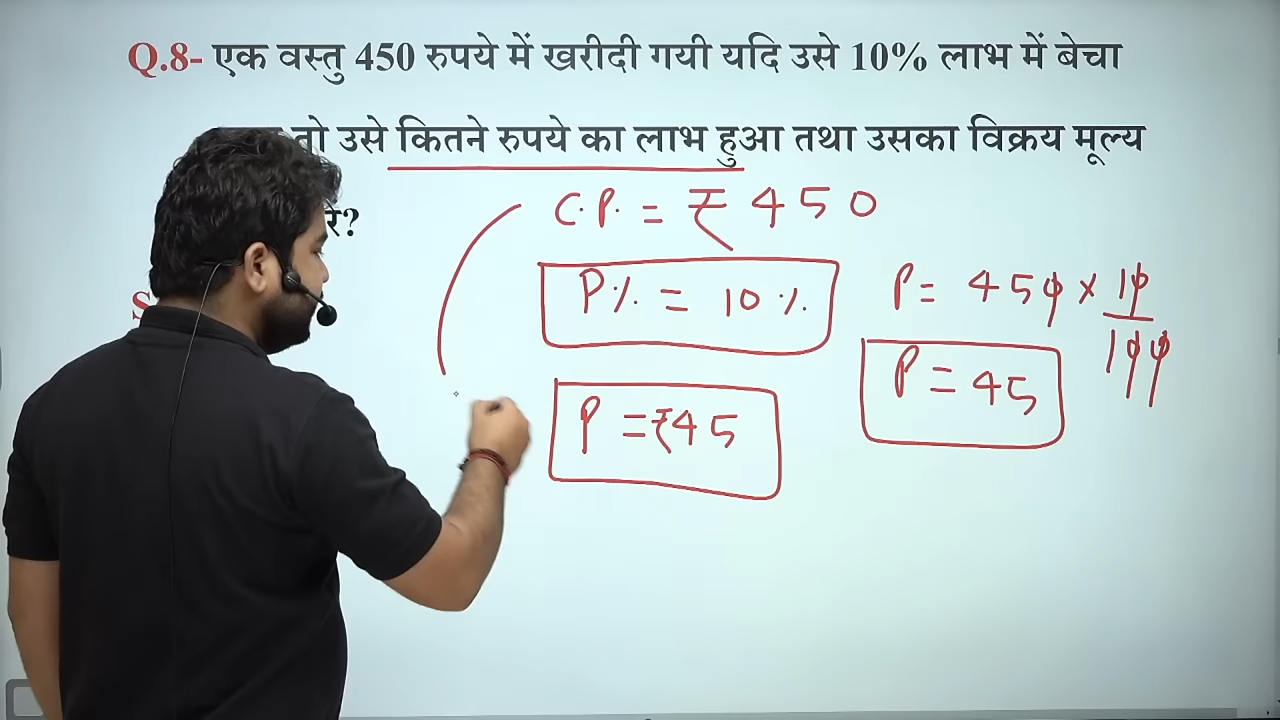 Q.8- एक वस्तु 450 रुपये में खरीदी गयी यदि उसे 10% लाभ में बेचा
तो उसे कितने रुपये का लाभ हुआ तथा उसका विक्रय मूल्य
?
C.P. = ₹ 450
P% = 10%
P = 450 × 10/100
P = 45
P = ₹45